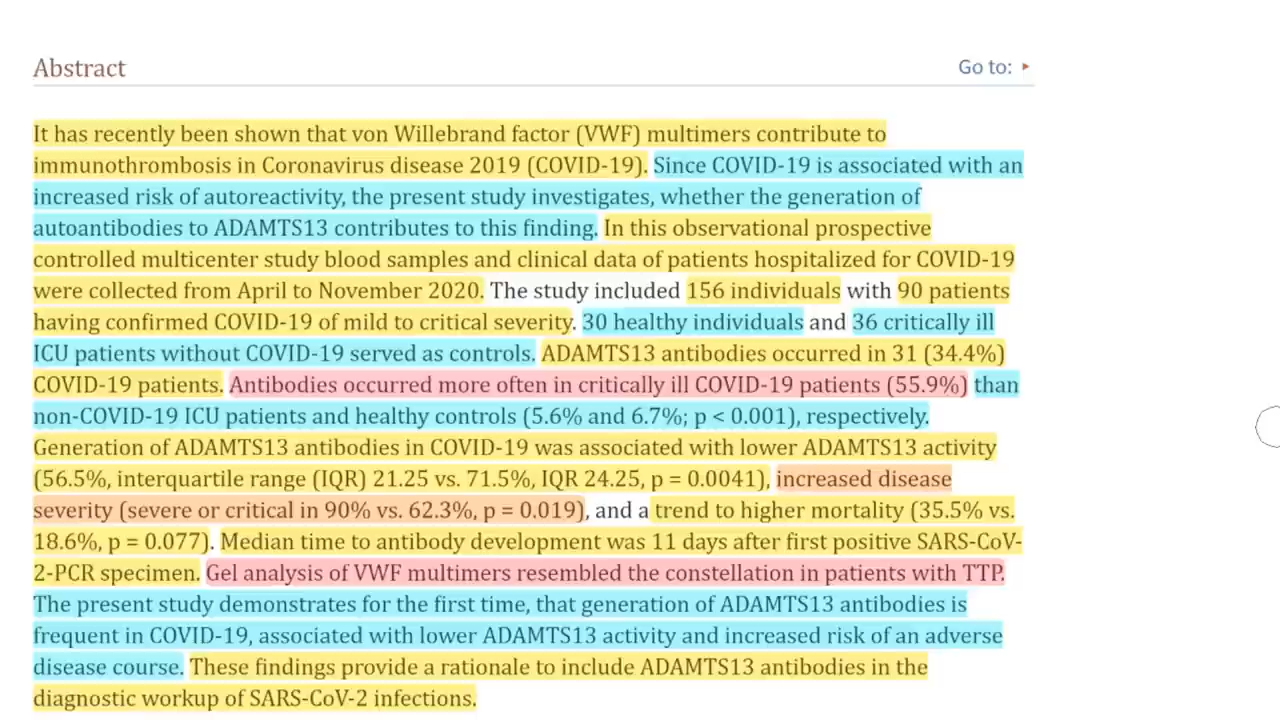 Abstract
Go to:
It has recently been shown that von Willebrand factor (VWF) multimers contribute to
immunothrombosis in Coronavirus disease 2019 (COVID-19). Since COVID-19 is associated with an
increased risk of autoreactivity, the present study investigates, whether the generation of
autoantibodies to ADAMTS13 contributes to this finding. In this observational prospective
controlled multicenter study blood samples and clinical data of patients hospitalized for COVID-19
were collected from April to November 2020. The study included 156 individuals with 90 patients
having confirmed COVID-19 of mild to critical severity. 30 healthy individuals and 36 critically ill
ICU patients without COVID-19 served as controls. ADAMTS13 antibodies occurred in 31 (34.4%)
COVID-19 patients. Antibodies occurred more often in critically ill COVID-19 patients (55.9%) than
non-COVID-19 ICU patients and healthy controls (5.6% and 6.7%; p < 0.001), respectively.
Generation of ADAMTS13 antibodies in COVID-19 was associated with lower ADAMTS13 activity
(56.5%, interquartile range (IQR) 21.25 vs. 71.5%, IQR 24.25, p = 0.0041), increased disease
severity (severe or critical in 90% vs. 62.3%, p = 0.019), and a trend to higher mortality (35.5% vs.
18.6%, p = 0.077). Median time to antibody development was 11 days after first positive SARS-CoV-
2-PCR specimen. Gel analysis of VWF multimers resembled the constellation in patients with TTP.
The present study demonstrates for the first time, that generation of ADAMTS13 antibodies is
frequent in COVID-19, associated with lower ADAMTS13 activity and increased risk of an adverse
disease course. These findings provide a rationale to include ADAMTS13 antibodies in the
diagnostic workup of SARS-CoV-2 infections.